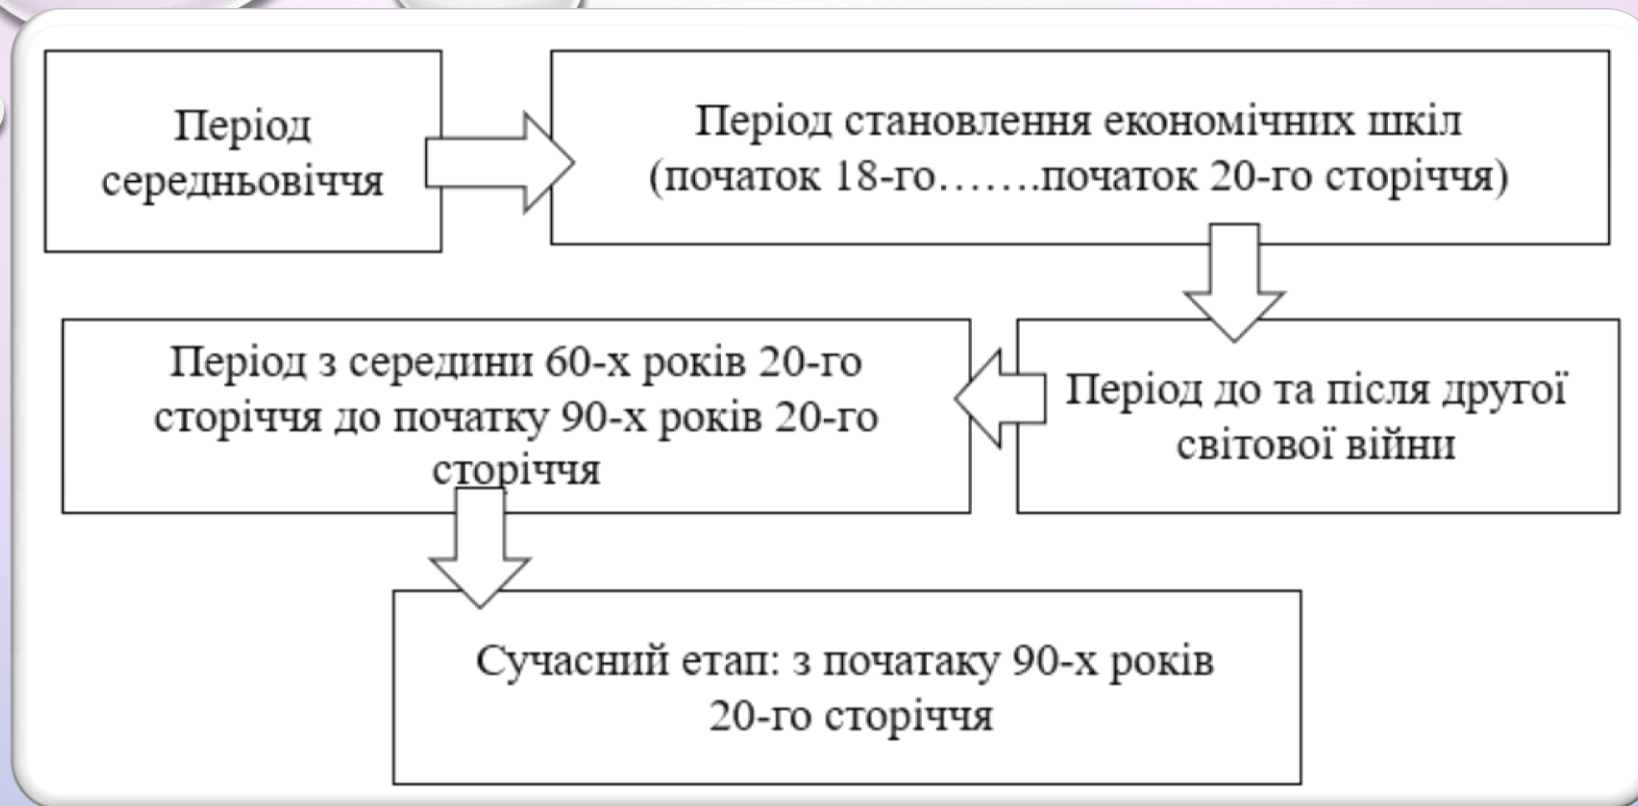 Період
середньовіччя
Період становлення економічних шкіл
(початок 18-го…….початок 20-го сторіччя)
Період з середини 60-х років 20-го
сторіччя до початку 90-х років 20-го
сторіччя
Період до та після другої
світової війни
Сучасний етап: з початаку 90-х років
20-го сторіччя